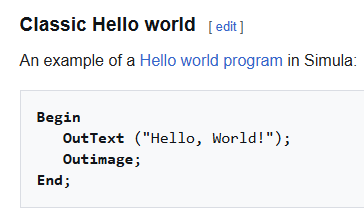 Classic Hello world [ edit ]
An example of a Hello world program in Simula:
Begin
   OutText ("Hello, World!");
   Outimage;
End;